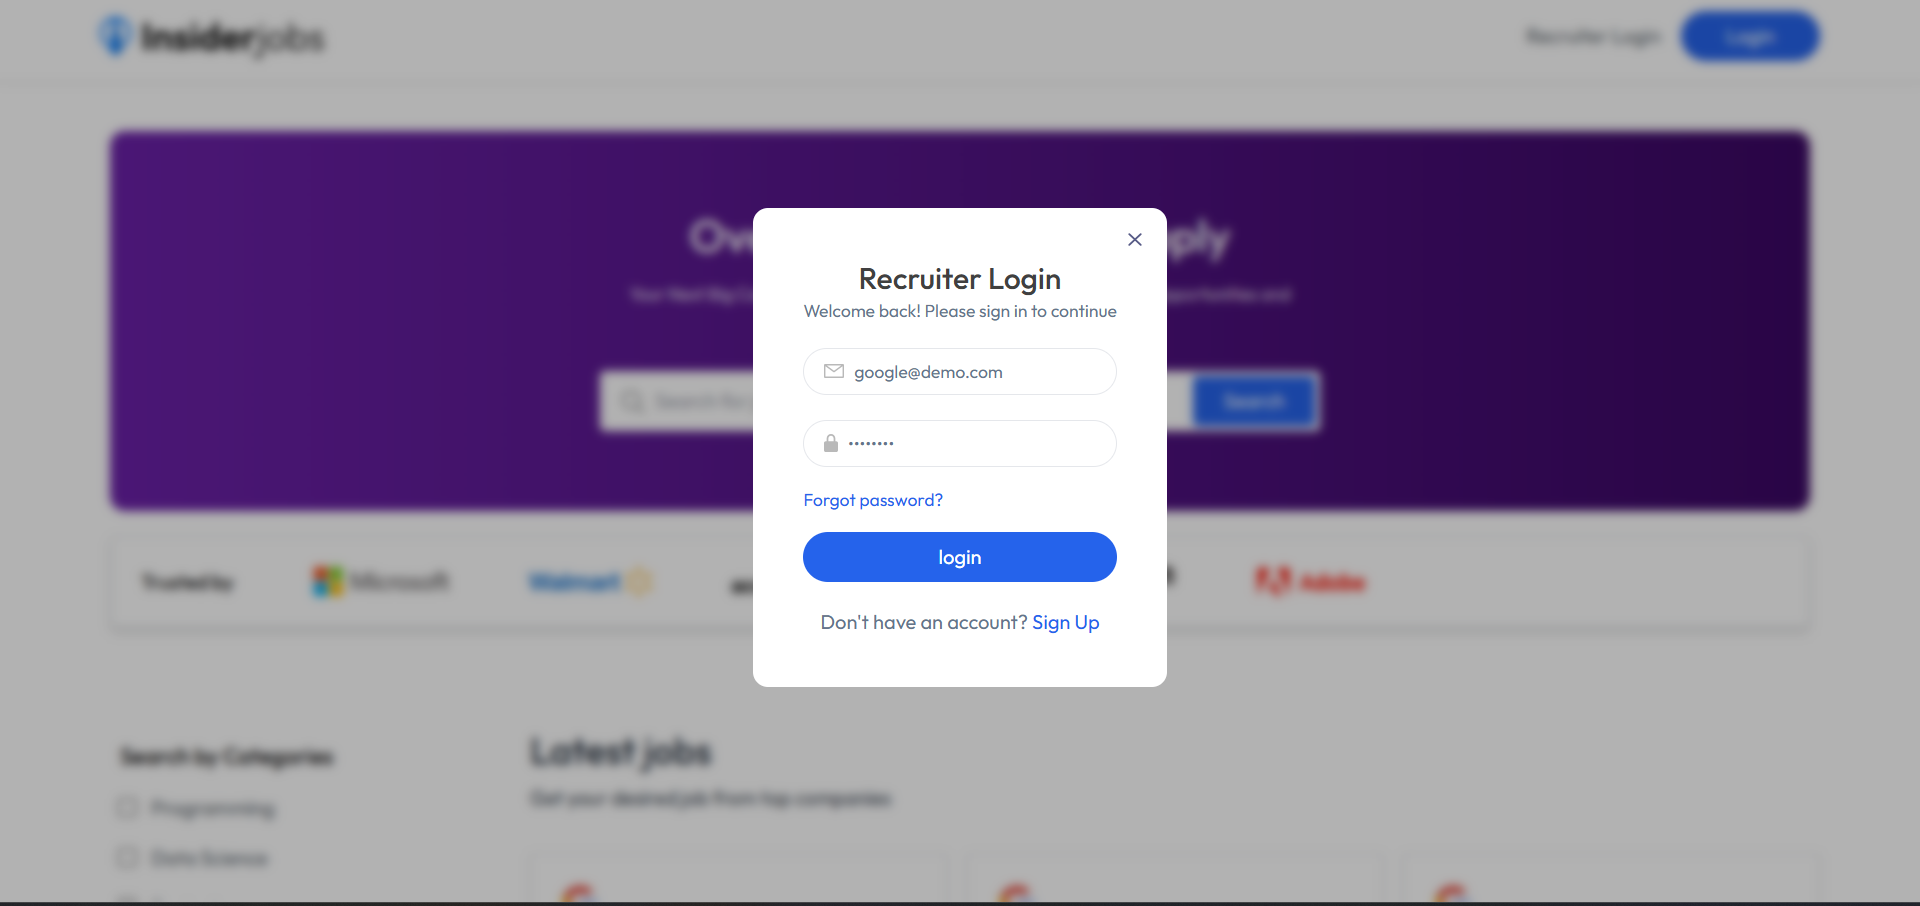 Insiderjobs
Recruiter Login
Login
Recruiter Login
Welcome back! Please sign in to continue
google@demo.com
Forgot password?
login
Don't have an account? Sign Up
Search
Trusted by
Microsoft
Walmart
Adobe
Search by Categories
Programming
Data Science
Latest jobs
Get your desired job from top companies